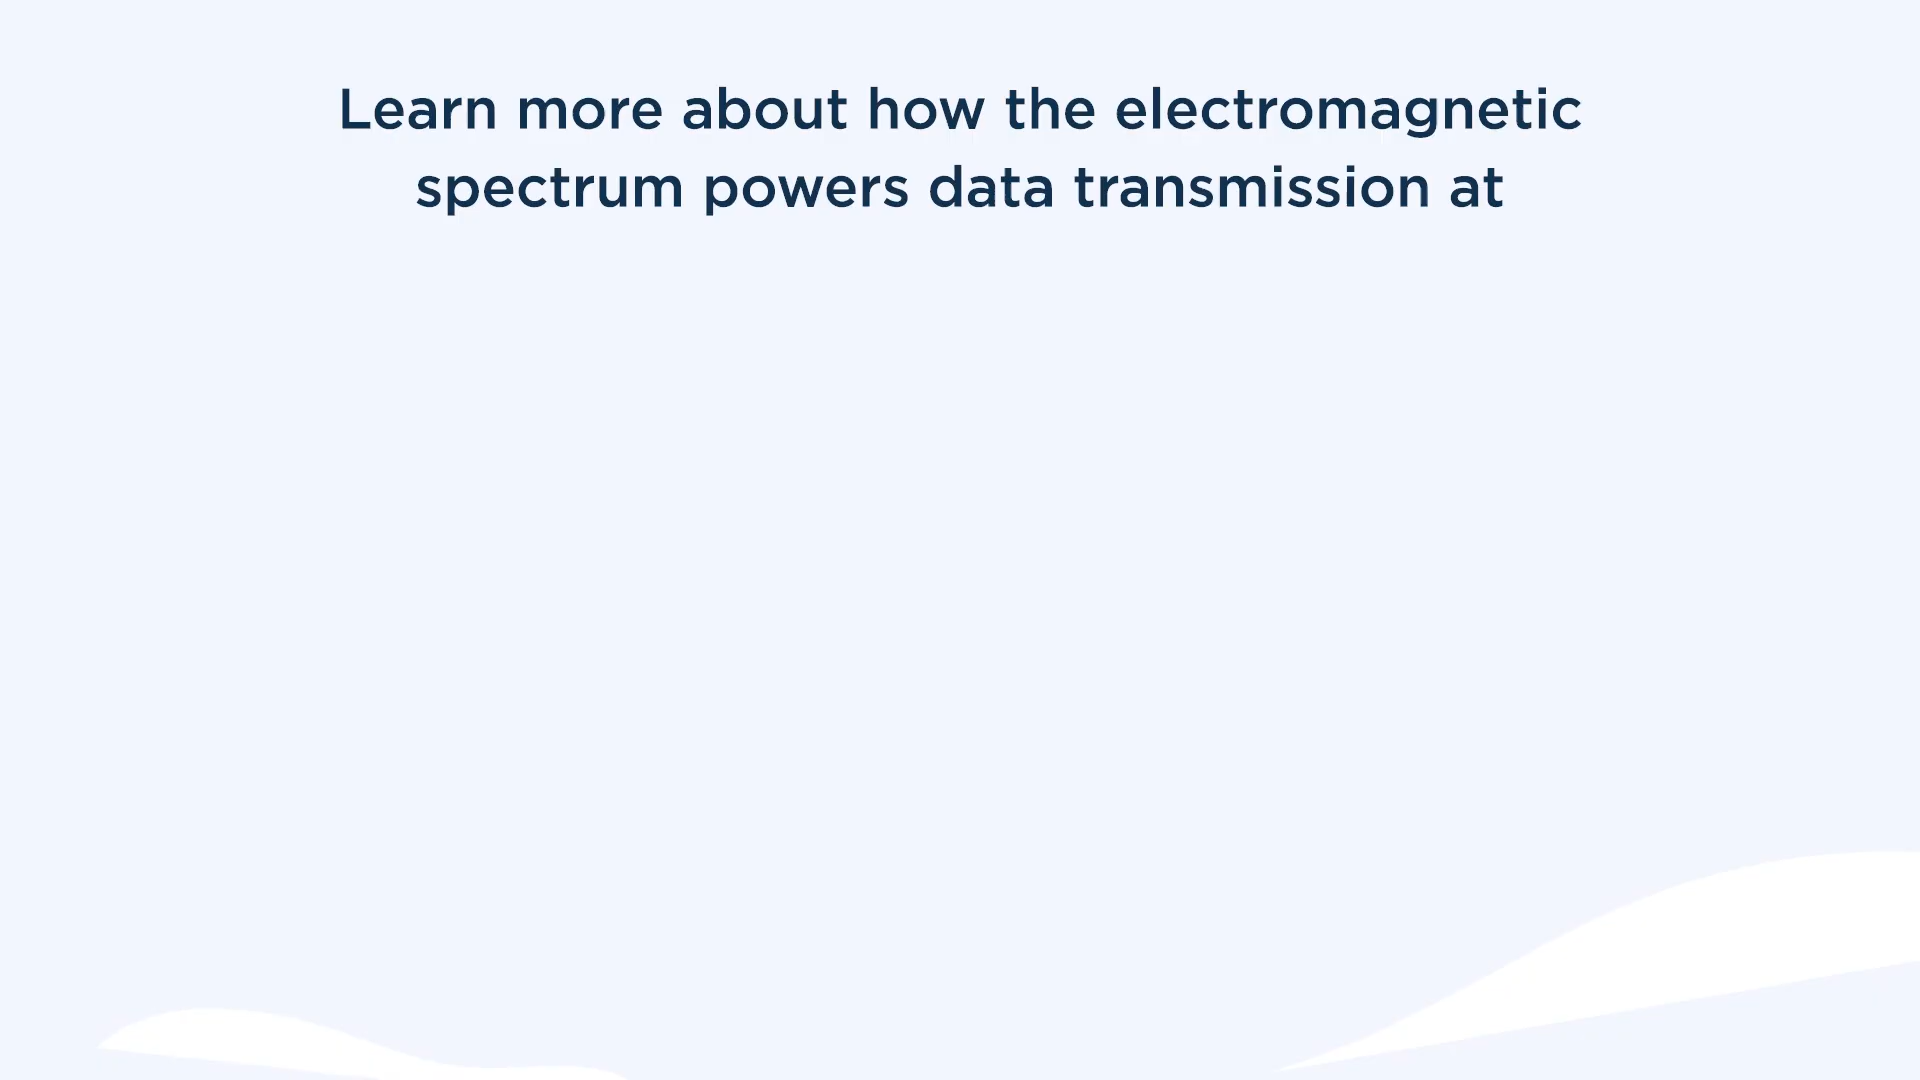 Learn more about how the electromagnetic
spectrum powers data transmission at